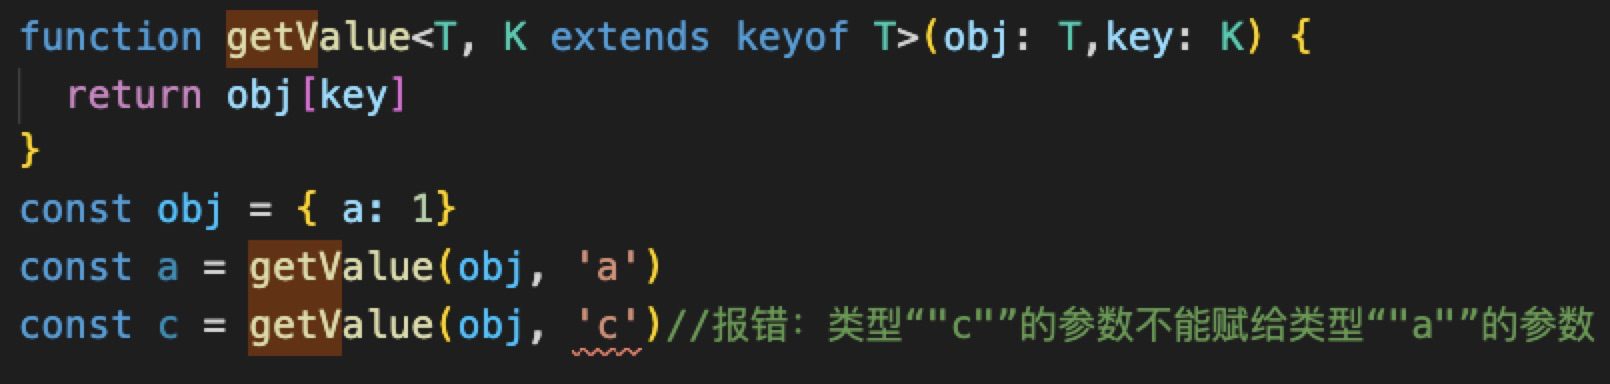 function getValue<T, K extends keyof T>(obj: T,key: K) {
  return obj[key]
}
const obj = { a: 1}
const a = getValue(obj, 'a')
const c = getValue(obj, 'c')//报错：类型“"c"”的参数不能赋给类型“"a"”的参数